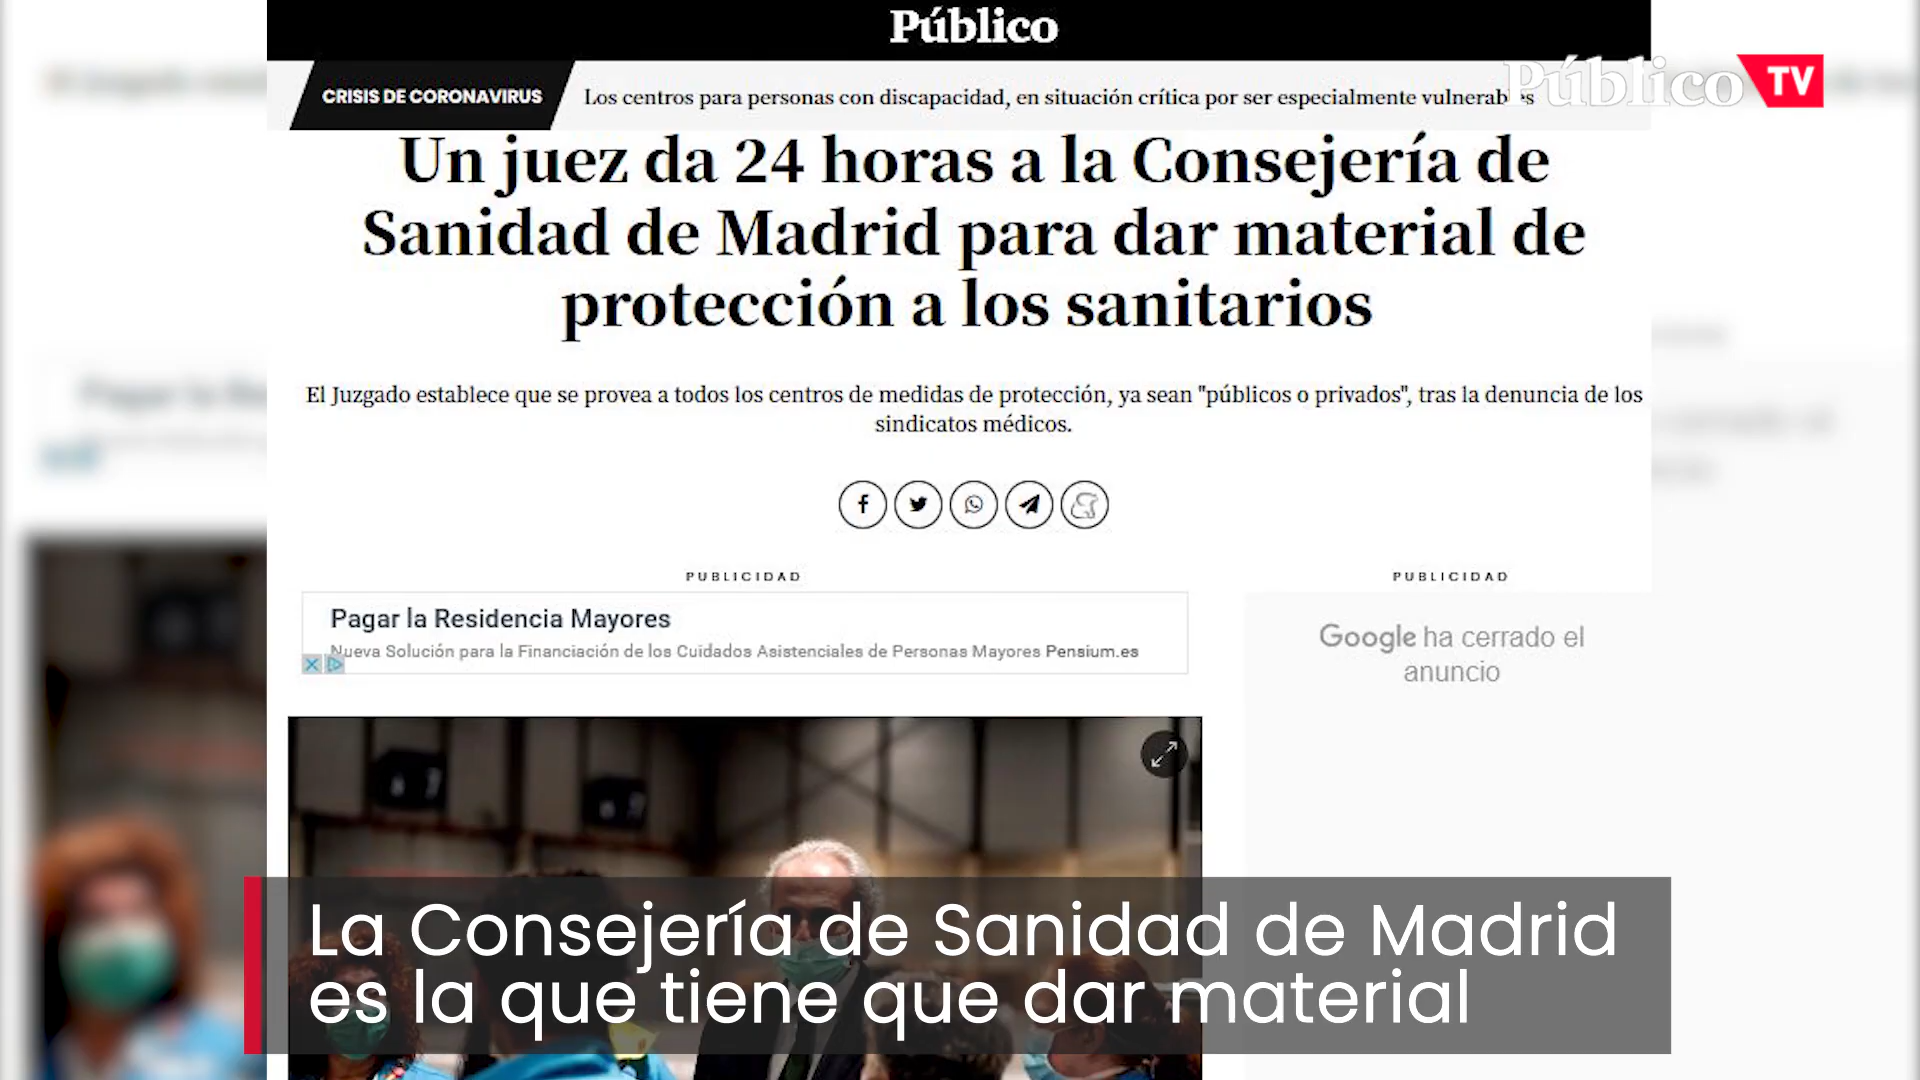 Público
Público TV
CRISIS DE CORONAVIRUS
Los centros para personas con discapacidad, en situación crítica por ser especialmente
Un juez da 24 horas a la Consejería de
Sanidad de Madrid para dar material de
protección a los sanitarios
El Juzgado establece que se provea a todos los centros de medidas de protección, ya sean "públicos o privados", tras la denuncia de los
sindicatos médicos.
PUBLICIDAD
PUBLICIDAD
Pagar la Residencia Mayores
Nueva Solución para la Financiación de los Cuidados Asistenciales de Personas Mayores Pensium.es
Google ha cerrado el
anuncio
La Consejería de Sanidad de Madrid
es la que tiene que dar material